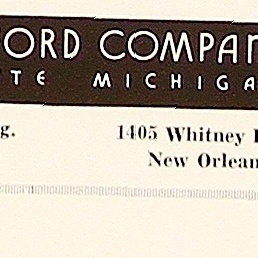 ORD COMPAN
TE MICHIGA
g. 1405 Whitney
New Orlean